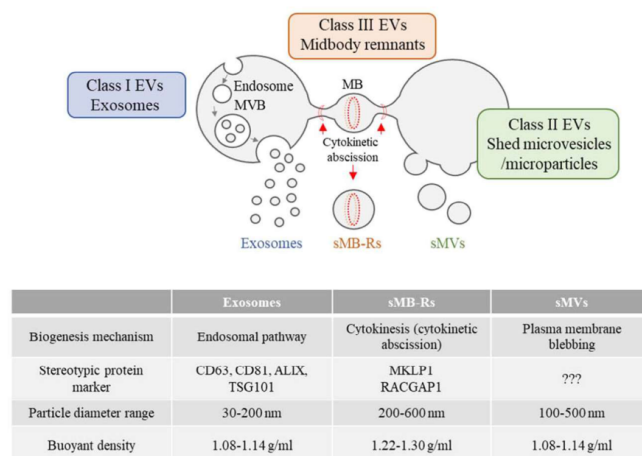 Class III EVs
Midbody remnants
Class I EVs
Exosomes
Endosome
MVB
MB
Cytokinetic
abscission
Class II EVs
Shed microvesicles
/microparticles
Exosomes
sMB-Rs
sMVs
Exosomes sMB-Rs sMVs
Biogenesis mechanism Endosomal pathway Cytokinesis (cytokinetic abscission) Plasma membrane blebbing
Stereotypic protein marker CD63, CD81, ALIX, TSG101 MKLP1 RACGAP1 ???
Particle diameter range 30-200 nm 200-600 nm 100-500 nm
Buoyant density 1.08-1.14 g/ml 1.22-1.30 g/ml 1.08-1.14 g/ml